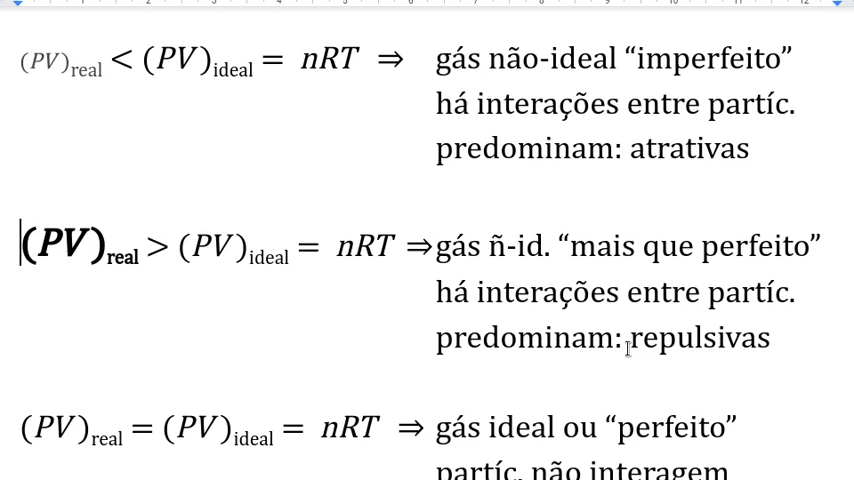 (PV)real < (PV)ideal = nRT ⇒ gás não-ideal “imperfeito”
há interações entre partíc.
predominam: atrativas
(PV)real > (PV)ideal = nRT ⇒ gás ñ-id. “mais que perfeito”
há interações entre partíc.
predominam: repulsivas
(PV)real = (PV)ideal = nRT ⇒ gás ideal ou “perfeito”
partíc. não interagem